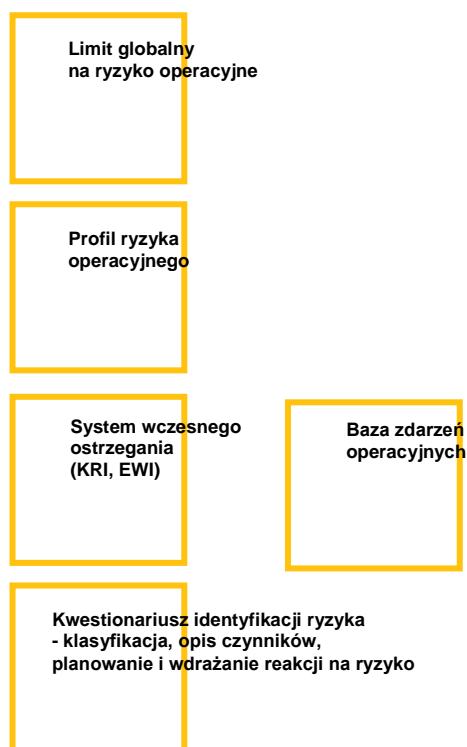 Limit globalny
na ryzyko operacyjne
Profil ryzyka
operacyjnego
System wczesnego
ostrzegania
(KRI, EWI)
Baza zdarzeń
operacyjnych
Kwestionariusz identyfikacji ryzyka
- klasyfikacja, opis czynników,
planowanie i wdrażanie reakcji na ryzyko